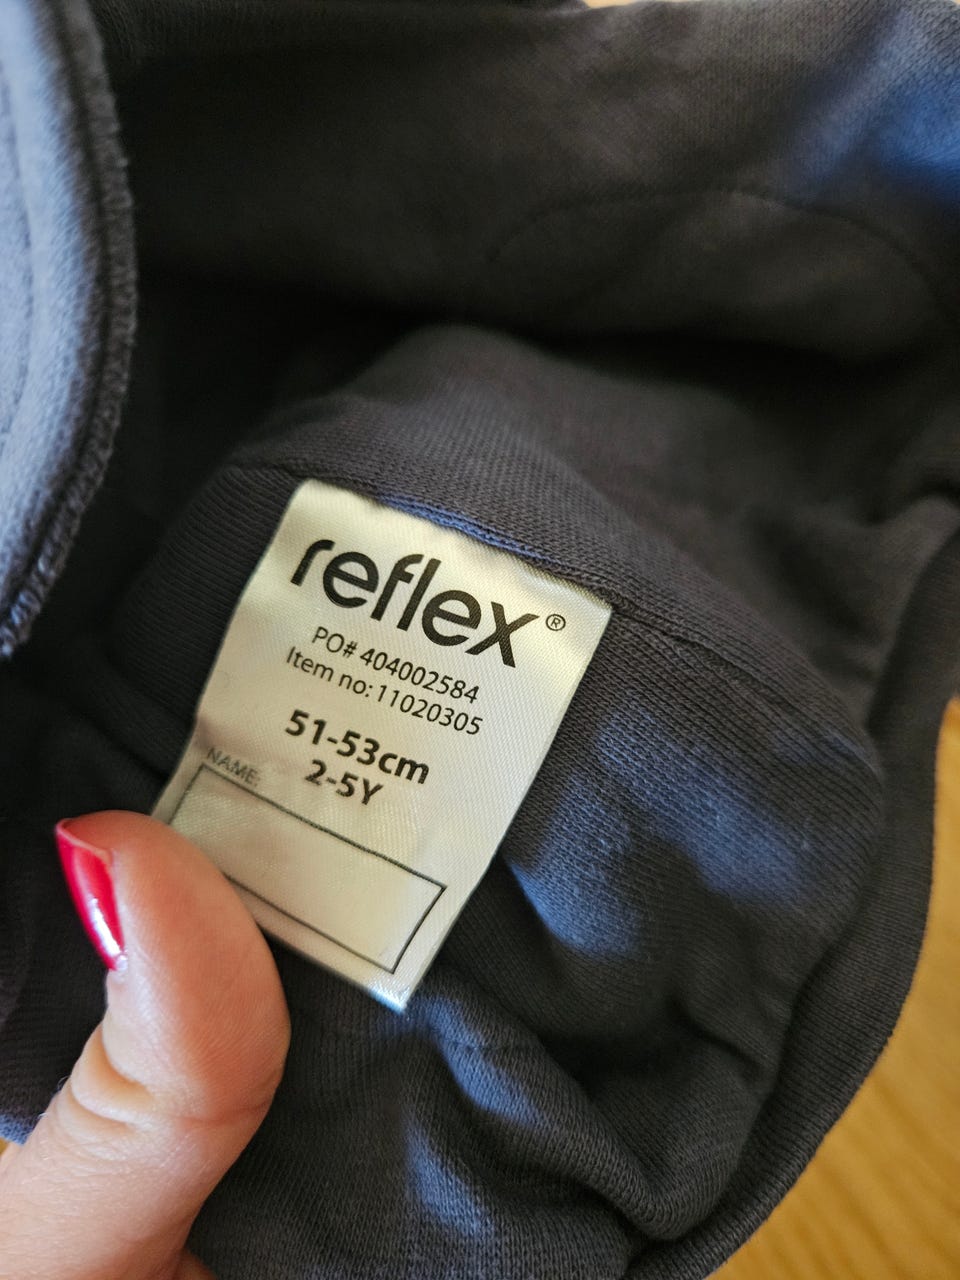 reflex®
PO# 404002584
Item no: 11020305
51-53cm
2-5Y
NAME: